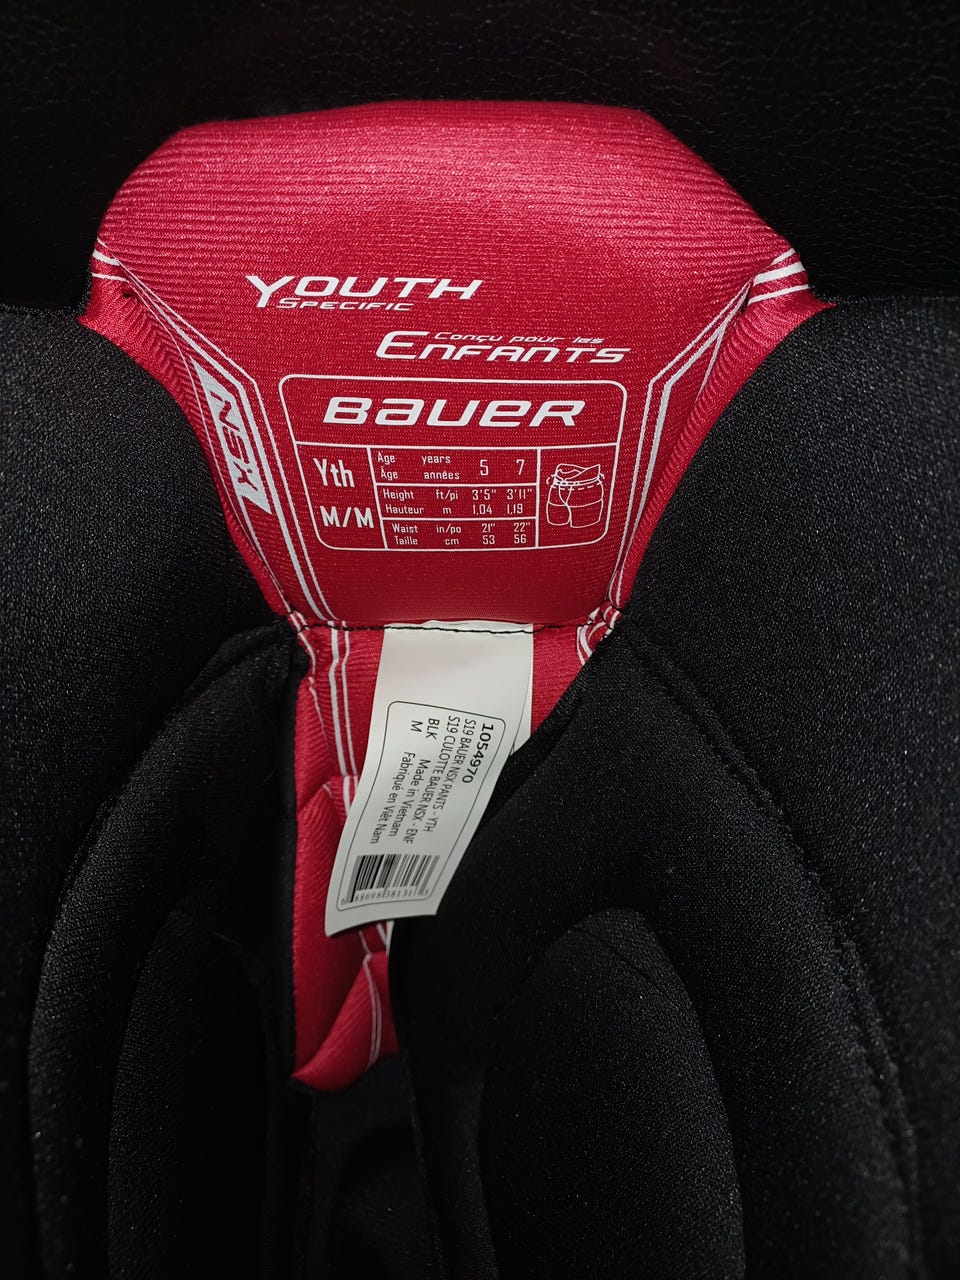 YOUTH
SPECIFIC
Conçu pour les
ENFANTS
NSX
BAUER
Yth
M/M
Age years 5 7
Âge années
Height ft/pi 3'5" 3'11"
Hauteur m 1,04 1,19
Waist in/po 21" 22"
Taille cm 53 56
1054970
S19 BAUER NSX PANTS - YTH
S19 CULOTTE BAUER NSX - ENF
BLK Made in Vietnam
M Fabriqué en Viêt Nam